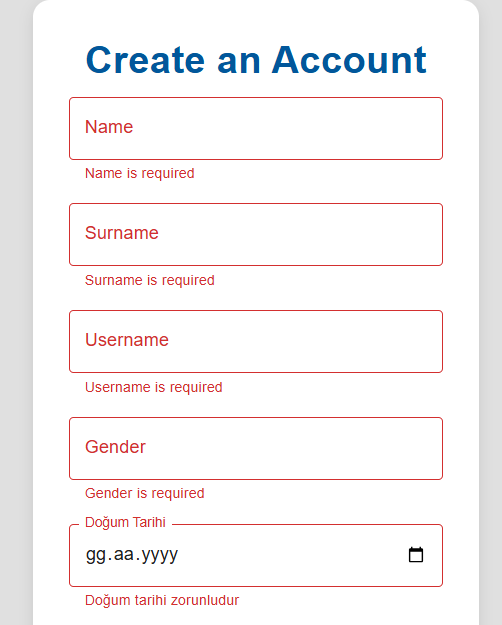 Create an Account
Name
Name is required
Surname
Surname is required
Username
Username is required
Gender
Gender is required
Doğum Tarihi
gg.aa.yyyy
Doğum tarihi zorunludur